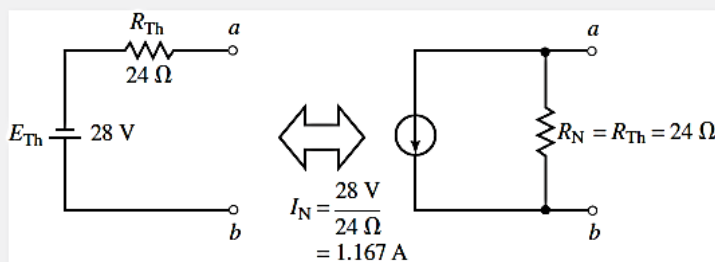 R_Th
24 Ω
a
E_Th
28 V
b
I_N = 28 V / 24 Ω
= 1.167 A
a
R_N = R_Th = 24 Ω
b